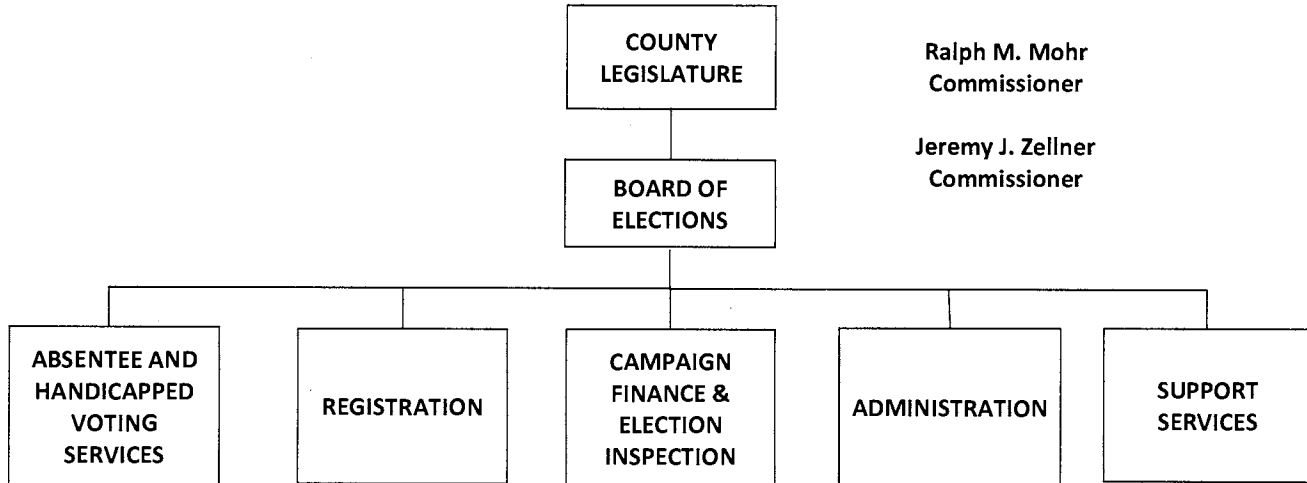 COUNTY
LEGISLATURE
Ralph M. Mohr
Commissioner
Jeremy J. Zellner
Commissioner
BOARD OF
ELECTIONS
ABSENTEE AND
HANDICAPPED
VOTING
SERVICES
REGISTRATION
CAMPAIGN
FINANCE &
ELECTION
INSPECTION
ADMINISTRATION
SUPPORT
SERVICES